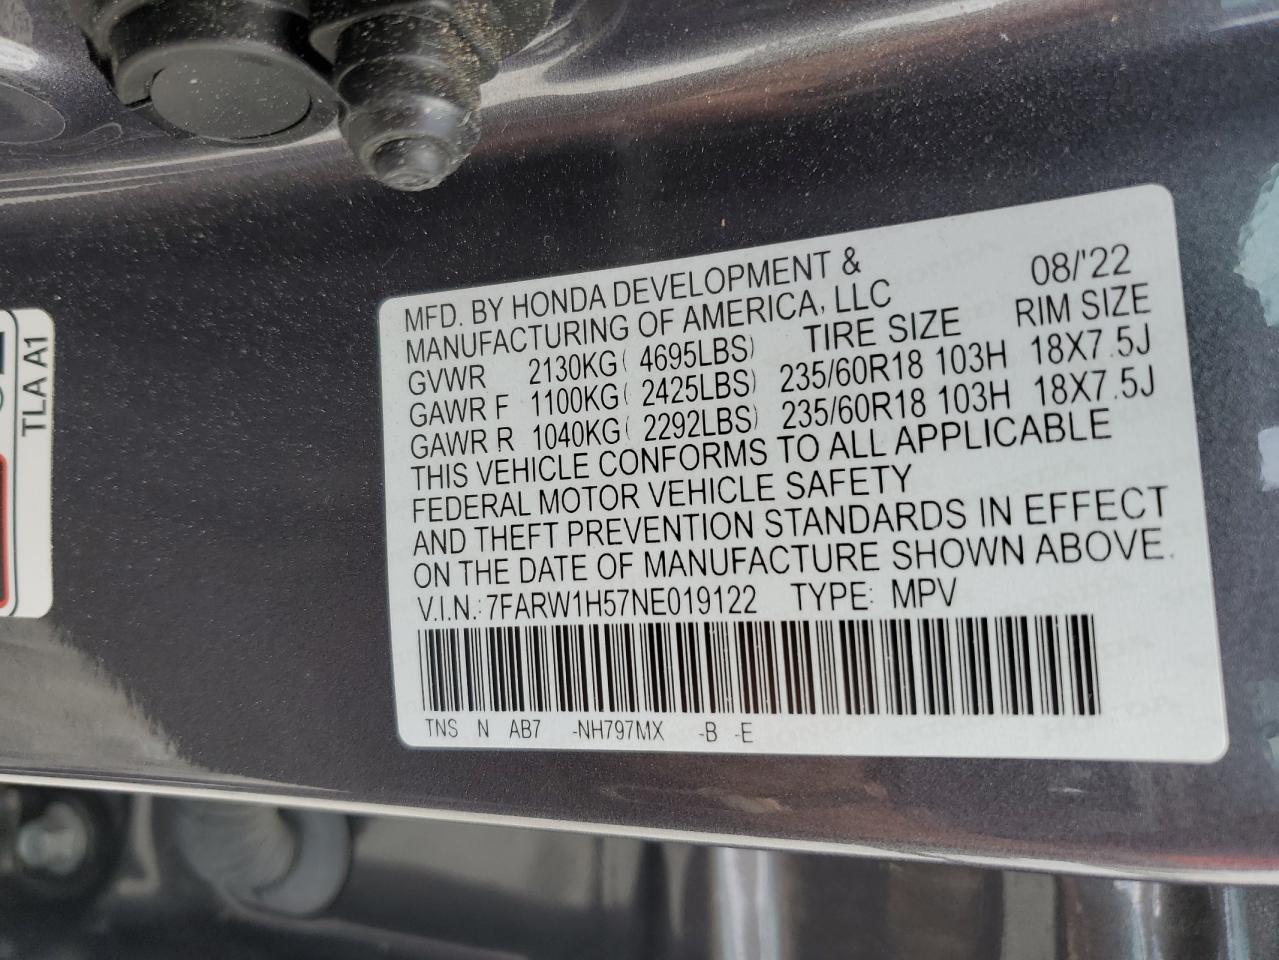 TLA A1
MFD. BY HONDA DEVELOPMENT & 08/'22
MANUFACTURING OF AMERICA, LLC
TIRE SIZE RIM SIZE
GVWR 2130KG( 4695LBS)
GAWR F 1100KG( 2425LBS) 235/60R18 103H 18X7.5J
GAWR R 1040KG( 2292LBS) 235/60R18 103H 18X7.5J
THIS VEHICLE CONFORMS TO ALL APPLICABLE
FEDERAL MOTOR VEHICLE SAFETY
AND THEFT PREVENTION STANDARDS IN EFFECT
ON THE DATE OF MANUFACTURE SHOWN ABOVE.
V.I.N.: 7FARW1H57NE019122 TYPE: MPV
TNS N AB7 -NH797MX -B -E